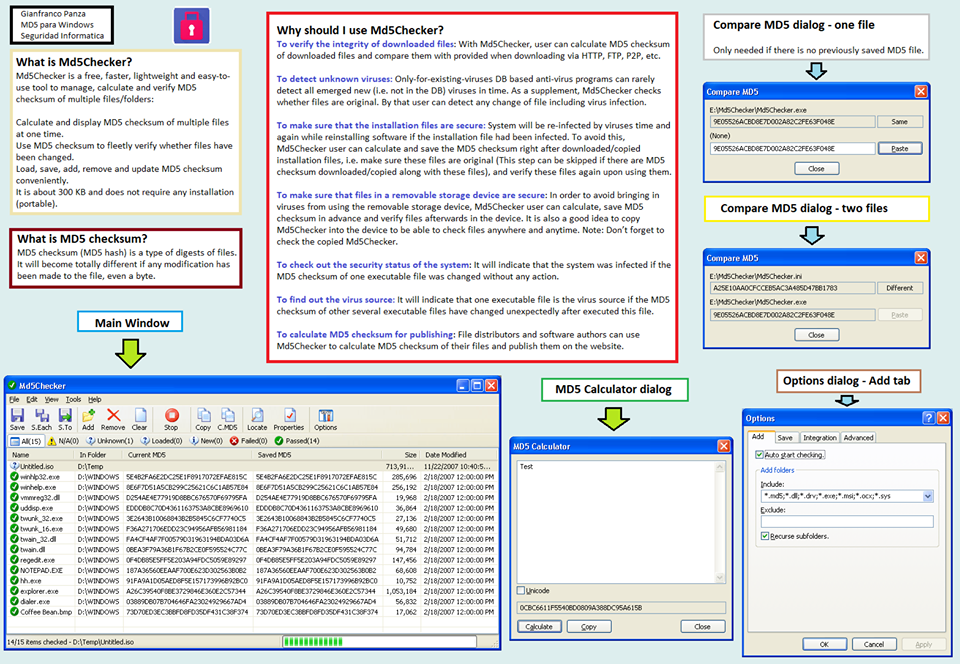 Gianfranco Panza
MD5 para Windows
Seguridad Informatica
What is Md5Checker?
Md5Checker is a free, faster, lightweight and easy-to-
use tool to manage, calculate and verify MD5
checksum of multiple files/folders:
Calculate and display MD5 checksum of multiple files
at one time.
Use MD5 checksum to fleetly verify whether files have
been changed.
Load, save, add, remove and update MD5 checksum
conveniently.
It is about 300 KB and does not require any installation
(portable).
What is MD5 checksum?
MD5 checksum (MD5 hash) is a type of digests of files.
It will become totally different if any modification has
been made to the file, even a byte.
Why should I use Md5Checker?
To verify the integrity of downloaded files: With Md5Checker, user can calculate MD5 checksum
of downloaded files and compare them with provided when downloading via HTTP, FTP, P2P, etc.
To detect unknown viruses: Only-for-existing-viruses DB based anti-virus programs can rarely
detect all emerged new (i.e. not in the DB) viruses in time. As a supplement, Md5Checker checks
whether files are original. By that user can detect any change of file including virus infection.
To make sure that the installation files are secure: System will be re-infected by viruses time and
again while reinstalling software if the installation file had been infected. To avoid this,
Md5Checker user can calculate and save the MD5 checksum right after downloaded/copied
installation files, i.e. make sure these files are original (This step can be skipped if there are MD5
checksum downloaded/copied along with these files), and verify these files again upon using them.
To make sure that files in a removable storage device are secure: In order to avoid bringing in
viruses from using the removable storage device, Md5Checker user can calculate, save MD5
checksum in advance and verify files afterwards in the device. It is also a good idea to copy
Md5Checker into the device to be able to check files anywhere and anytime. Note: Don't forget to
check the copied Md5Checker.
To check out the security status of the system: It will indicate that the system was infected if the
MD5 checksum of one executable file was changed without any action.
To find out the virus source: It will indicate that one executable file is the virus source if the MD5
checksum of other several executable files have changed unexpectedly after executed this file.
To calculate MD5 checksum for publishing: File distributors and software authors can use
Md5Checker to calculate MD5 checksum of their files and publish them on the website.
Compare MD5 dialog - one file
Only needed if there is no previously saved MD5 file.
Compare MD5
E:\Md5Checker\Md5Checker.exe
9E05526ACBD8E7D002A82C2FE63F048E Same
(None)
9E05526ACBD8E7D002A82C2FE63F048E Paste
Close
Compare MD5 dialog - two files
Compare MD5
E:\Md5Checker\Md5Checker.ini
A25E10AA0CFCCEB5AC3A485D47BB1783 Different
E:\Md5Checker\Md5Checker.exe
9E05526ACBD8E7D002A82C2FE63F048E Paste
Close
Main Window
Md5Checker
File Edit View Tools Help
Save S.Each S.To Add Remove Clear Stop Copy C.MD5 Locate Properties Options
All(15) N/A(0) Unknown(1) Loaded(0) New(0) Failed(0) Passed(14)
Name In Folder Current MD5 Saved MD5 Size Date Modified
Untitled.iso D:\Temp 713,91... 11/22/2007 10:40:5...
winhlp32.exe D:\WINDOWS 5E4B2FA6E2DC25E1F8917072EFAE815C 5E4B2FA6E2DC25E1F8917072EFAE815C 285,696 2/18/2007 12:00:00 PM
winhelp.exe D:\WINDOWS 8E6F7D51A5CB299C25621C6C1AB57E84 8E6F7D51A5CB299C25621C6C1AB57E84 256,192 2/18/2007 12:00:00 PM
vmmreg32.dll D:\WINDOWS D254AE4E77919D8BBC676570F69795FA D254AE4E77919D8BBC676570F69795FA 19,968 2/18/2007 12:00:00 PM
uddisp.exe D:\WINDOWS EDDDB8C70D4361163753A8CBE8969610 EDDDB8C70D4361163753A8CBE8969610 36,864 2/18/2007 12:00:00 PM
twunk_32.exe D:\WINDOWS 3E2643B10068843B2B5845C6CF7740C5 3E2643B10068843B2B5845C6CF7740C5 27,136 2/18/2007 12:00:00 PM
twunk_16.exe D:\WINDOWS F36A271706EDD23C94956AFB56981184 F36A271706EDD23C94956AFB56981184 49,680 2/18/2007 12:00:00 PM
twain_32.dll D:\WINDOWS FA4CF4AF7F00579D31963194BDA03D6A FA4CF4AF7F00579D31963194BDA03D6A 51,712 2/18/2007 12:00:00 PM
twain.dll D:\WINDOWS 0BEA3F79A36B1F67B2CE0F595524C77C 0BEA3F79A36B1F67B2CE0F595524C77C 94,784 2/18/2007 12:00:00 PM
regedit.exe D:\WINDOWS 0F4DB85E5FF5E203A94FDC5059E89297 0F4DB85E5FF5E203A94FDC5059E89297 147,456 2/18/2007 12:00:00 PM
NOTEPAD.EXE D:\WINDOWS 187A36560EEAAF700E623D302563B0B2 187A36560EEAAF700E623D302563B0B2 68,608 2/18/2007 12:00:00 PM
hh.exe D:\WINDOWS 91FA9A1D05AED8F5E157173996B92BC0 91FA9A1D05AED8F5E157173996B92BC0 10,752 2/18/2007 12:00:00 PM
explorer.exe D:\WINDOWS A26C39540F8BE3729846E360EF2C3042 A26C39540F8BE3729846E360EF2C3042 1,053,184 2/18/2007 12:00:00 PM
dialer.exe D:\WINDOWS 03889DB07B704646FA23024929667AD4 03889DB07B704646FA23024929667AD4 56,832 2/18/2007 12:00:00 PM
Coffee Bean.bmp D:\WINDOWS 73D70ED3EC3BBFD8FD35DF431C38F374 73D70ED3EC3BBFD8FD35DF431C38F374 17,062 2/18/2007 12:00:00 PM
14/15 items checked - D:\Temp\Untitled.iso
MD5 Calculator dialog
MD5 Calculator
Test
Unicode
0CBC6611F5540BD0809A388DC95A615B
Calculate Copy Close
Options dialog - Add tab
Options
Add Save Integration Advanced
Auto start checking.
Add folders
Include:
*.md5;*.dll;*.drv;*.exe;*.msi;*.ocx;*.sys
Exclude:
Recurse subfolders.
OK Cancel Apply